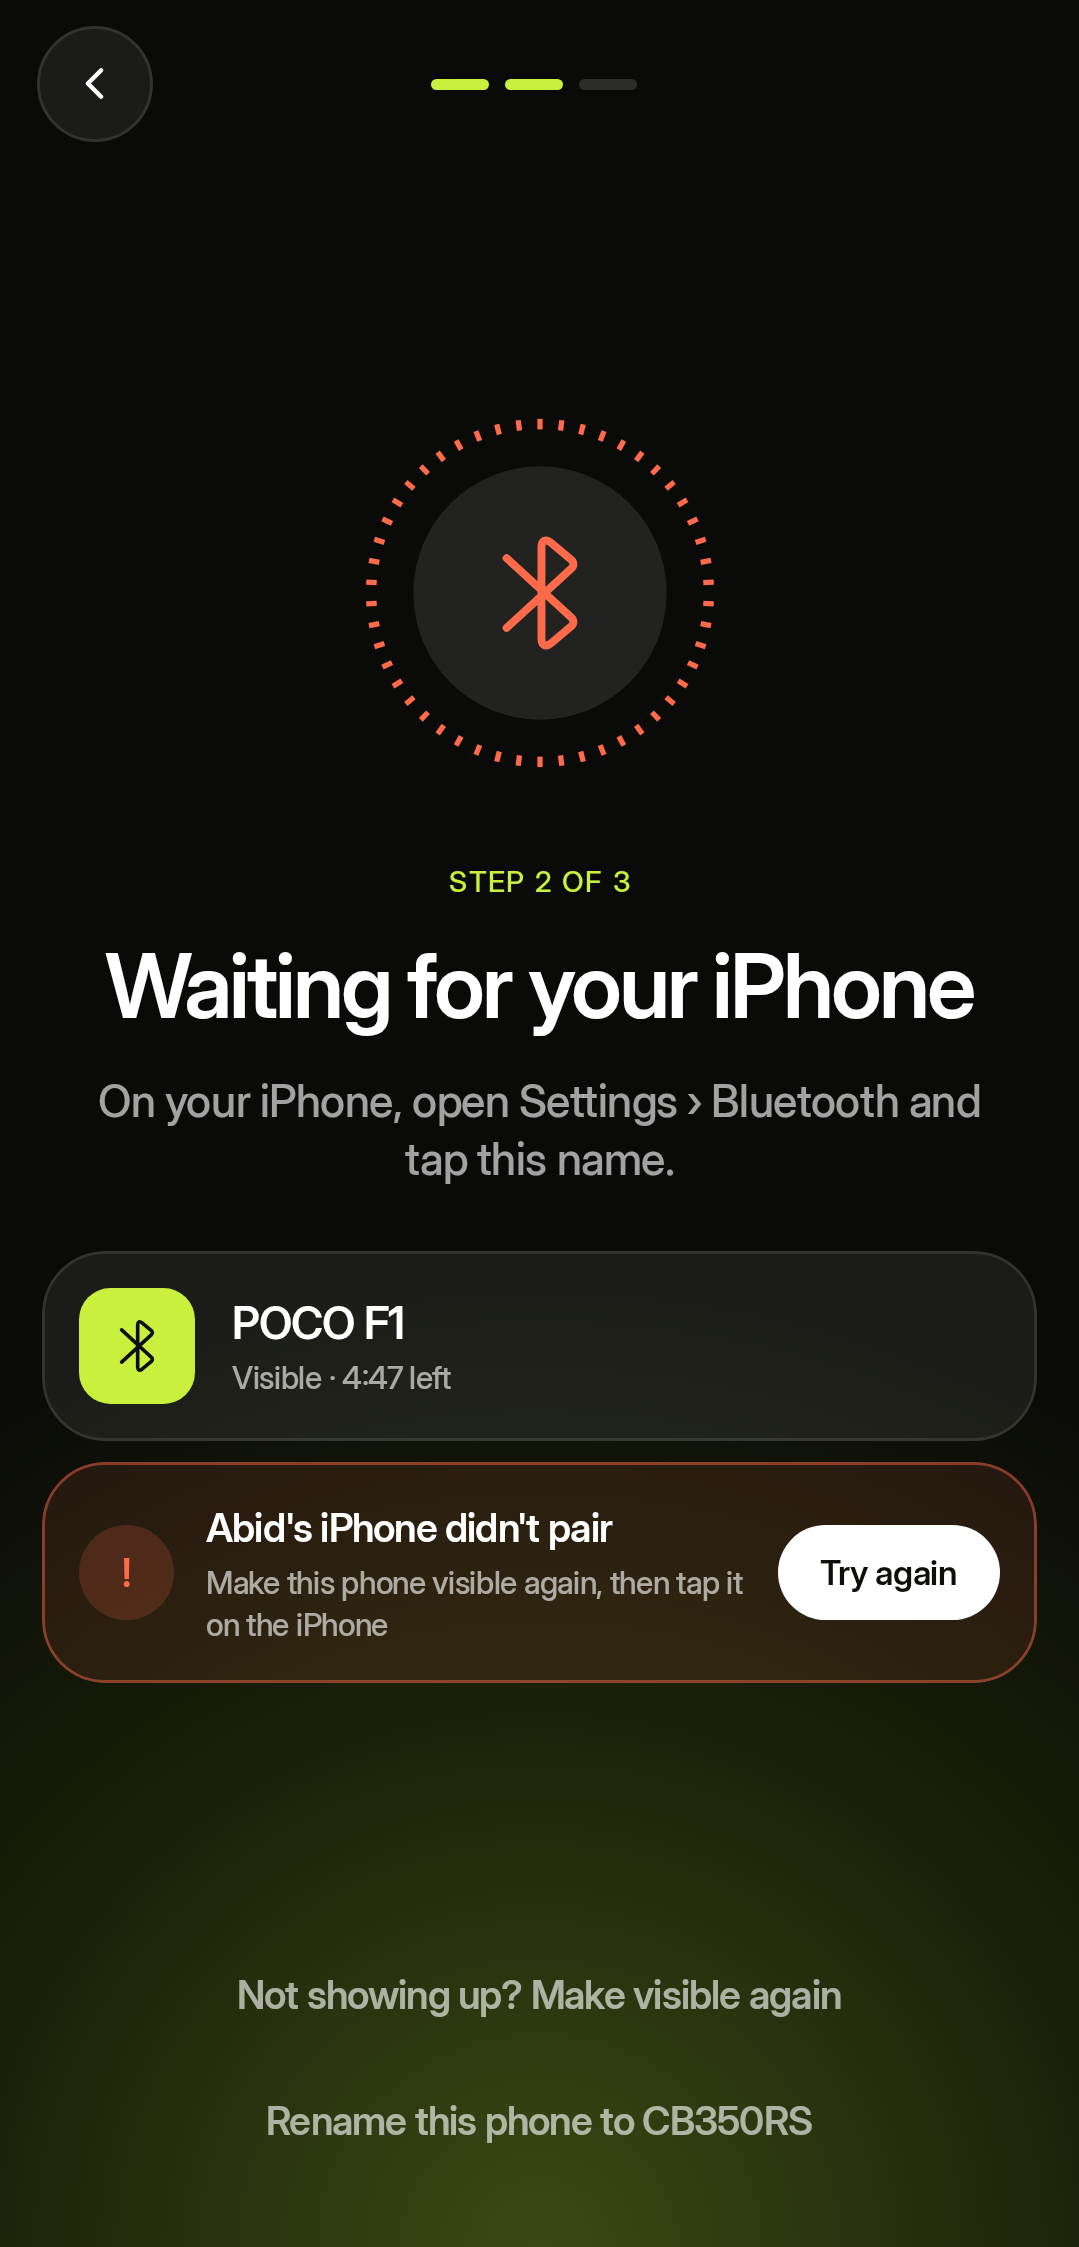 STEP 2 OF 3
Waiting for your iPhone
On your iPhone, open Settings › Bluetooth and
tap this name.
POCO F1
Visible · 4:47 left
Abid's iPhone didn't pair
Make this phone visible again, then tap it
on the iPhone
!
Try again
Not showing up? Make visible again
Rename this phone to CB350RS